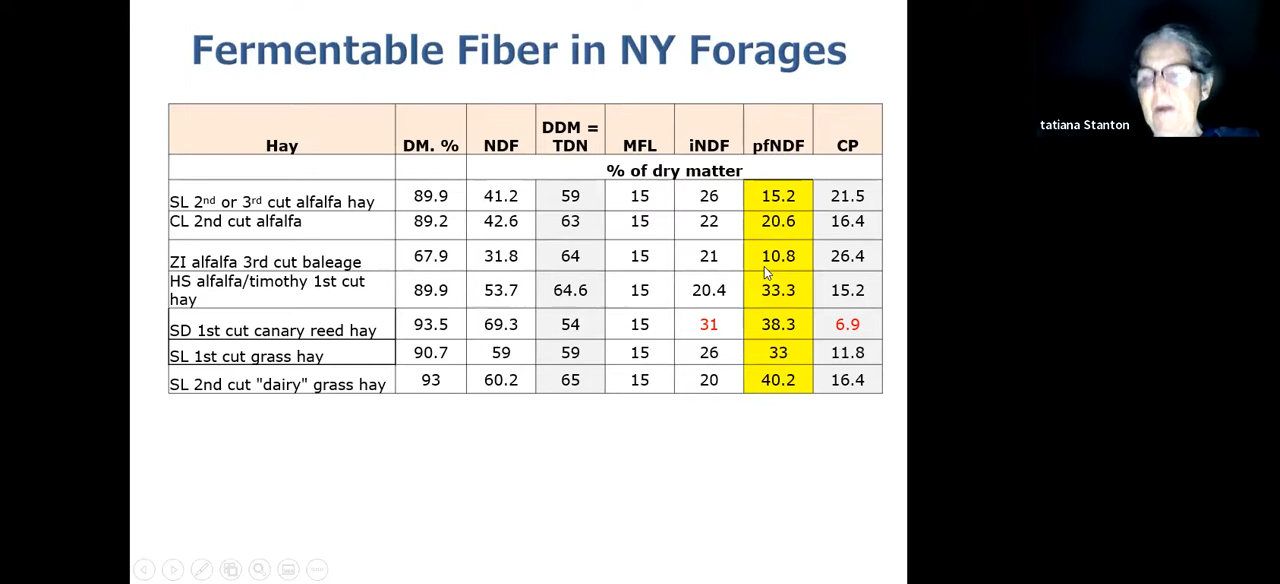 Fermentable Fiber in NY Forages
tatiana Stanton
Hay DM. % NDF DDM = TDN MFL iNDF pfNDF CP
% of dry matter
SL 2nd or 3rd cut alfalfa hay 89.9 41.2 59 15 26 15.2 21.5
CL 2nd cut alfalfa 89.2 42.6 63 15 22 20.6 16.4
ZI alfalfa 3rd cut baleage 67.9 31.8 64 15 21 10.8 26.4
HS alfalfa/timothy 1st cut hay 89.9 53.7 64.6 15 20.4 33.3 15.2
SD 1st cut canary reed hay 93.5 69.3 54 15 31 38.3 6.9
SL 1st cut grass hay 90.7 59 59 15 26 33 11.8
SL 2nd cut "dairy" grass hay 93 60.2 65 15 20 40.2 16.4